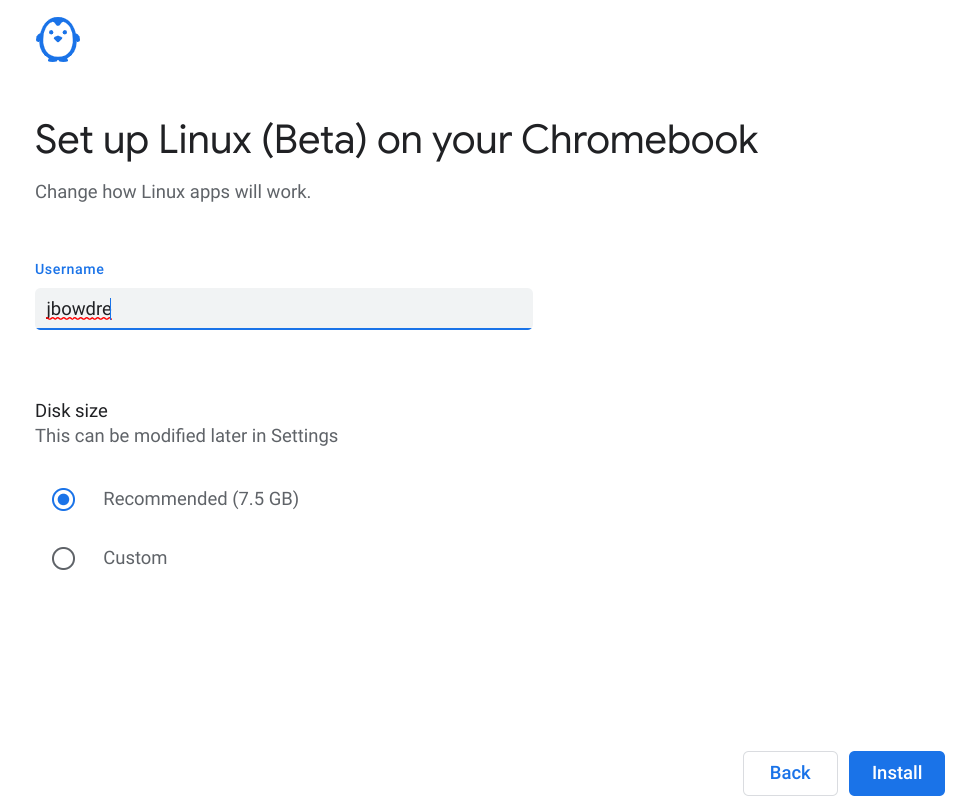 Set up Linux (Beta) on your Chromebook
Change how Linux apps will work.
Username
jbowdre
Disk size
This can be modified later in Settings
Recommended (7.5 GB)
Custom
Back
Install